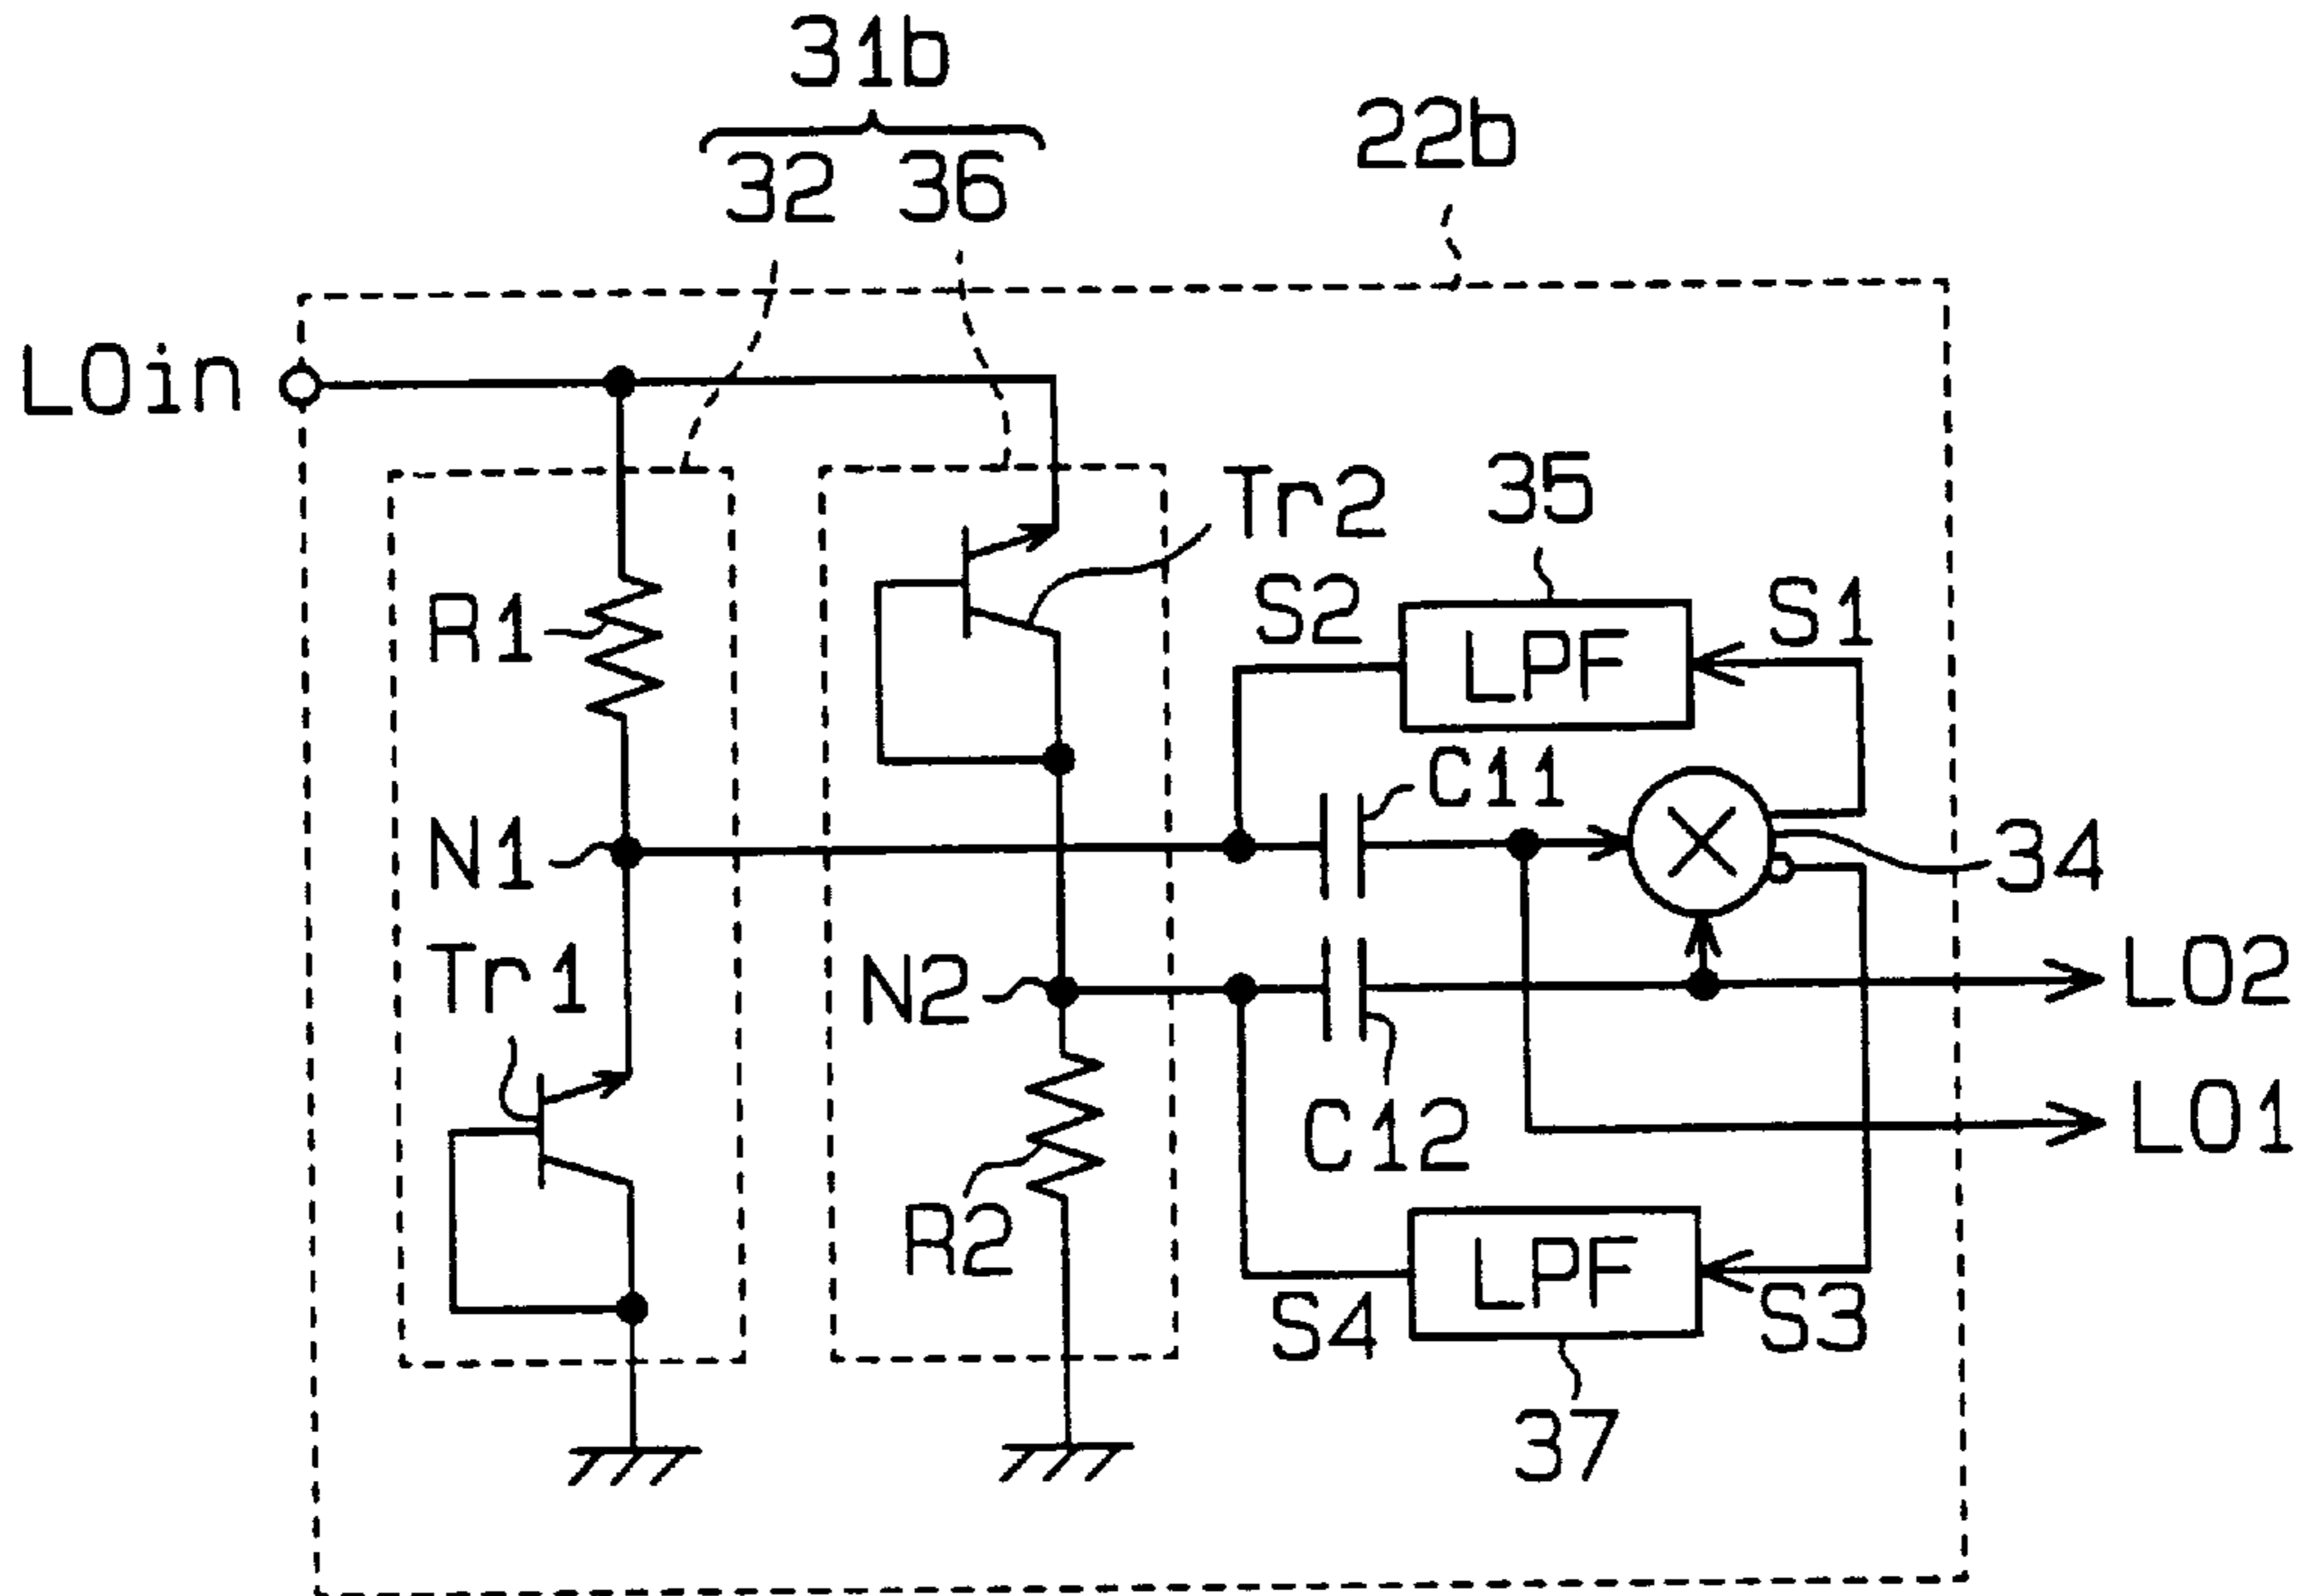 31b
32 36
22b
LOin
Tr2
35
S2
LPF
S1
R1
C11
N1
34
Tr1
N2
LO2
C12
LO1
R2
LPF
S4
S3
37